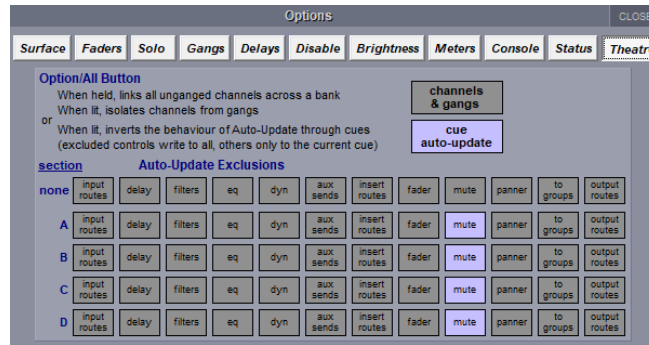 Options
CLOSE
Surface Faders Solo Gangs Delays Disable Brightness Meters Console Status Theatr
Option/All Button
When held, links all unganged channels across a bank
When lit, isolates channels from gangs
or
When lit, inverts the behaviour of Auto-Update through cues
(excluded controls write to all, others only to the current cue)
channels
& gangs
cue
auto-update
section Auto-Update Exclusions
none input routes delay filters eq dyn aux sends insert routes fader mute panner to groups output routes
A input routes delay filters eq dyn aux sends insert routes fader mute panner to groups output routes
B input routes delay filters eq dyn aux sends insert routes fader mute panner to groups output routes
C input routes delay filters eq dyn aux sends insert routes fader mute panner to groups output routes
D input routes delay filters eq dyn aux sends insert routes fader mute panner to groups output routes